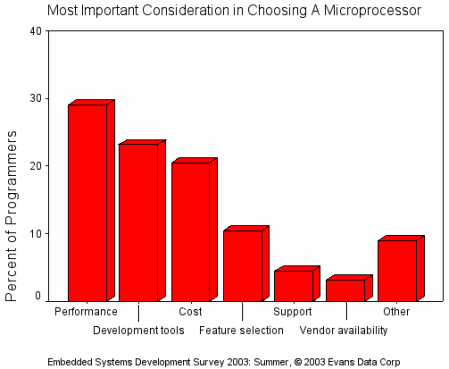 Most Important Consideration in Choosing A Microprocessor
Percent of Programmers
40
30
20
10
0
Performance
Cost
Support
Other
Development tools
Feature selection
Vendor availability
Embedded Systems Development Survey 2003: Summer, © 2003 Evans Data Corp